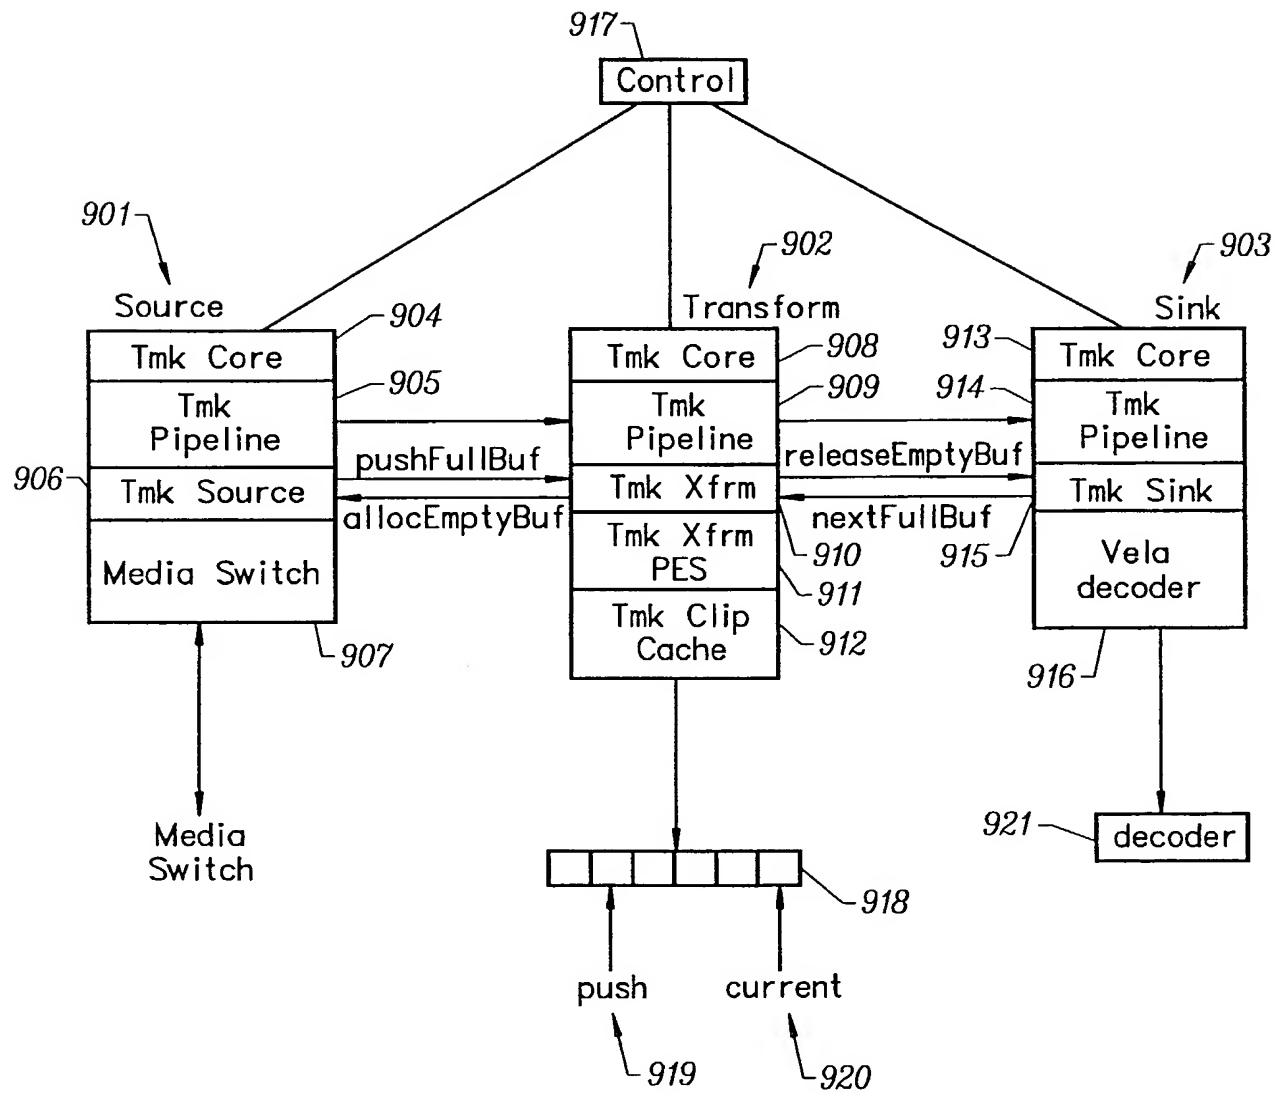 917
Control
901
902
903
Source
Transform
Sink
904
908
913
Tmk Core
Tmk Core
Tmk Core
905
909
914
Tmk
Pipeline
Tmk
Pipeline
Tmk
Pipeline
pushFullBuf
releaseEmptyBuf
906
Tmk Source
Tmk Xfrm
Tmk Sink
allocEmptyBuf
nextFullBuf
910
915
Media Switch
Tmk Xfrm
PES
Vela
decoder
911
Tmk Clip
Cache
912
907
916
Media
Switch
921
decoder
918
push
current
919
920